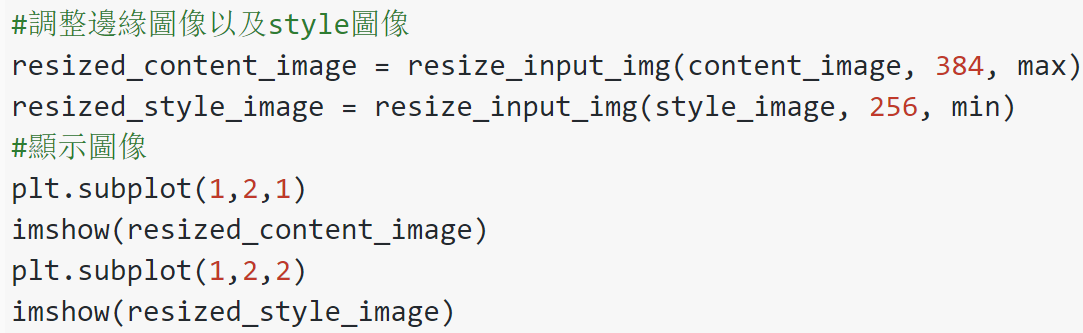 #調整邊緣圖像以及style圖像
resized_content_image = resize_input_img(content_image, 384, max)
resized_style_image = resize_input_img(style_image, 256, min)
#顯示圖像
plt.subplot(1,2,1)
imshow(resized_content_image)
plt.subplot(1,2,2)
imshow(resized_style_image)